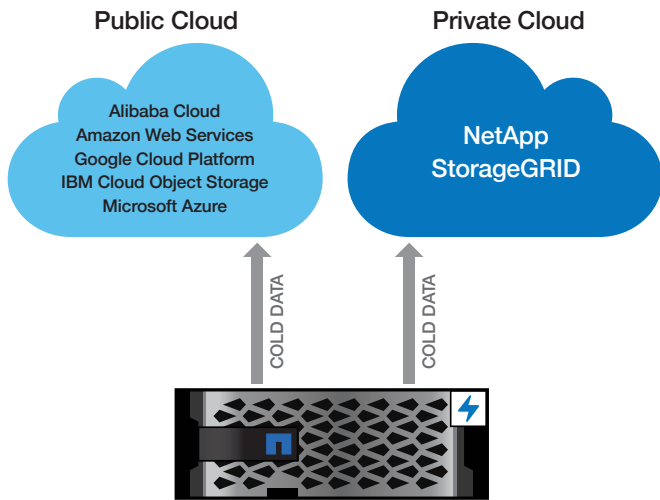 Public Cloud
Alibaba Cloud
Amazon Web Services
Google Cloud Platform
IBM Cloud Object Storage
Microsoft Azure
Private Cloud
NetApp
StorageGRID
COLD DATA
COLD DATA